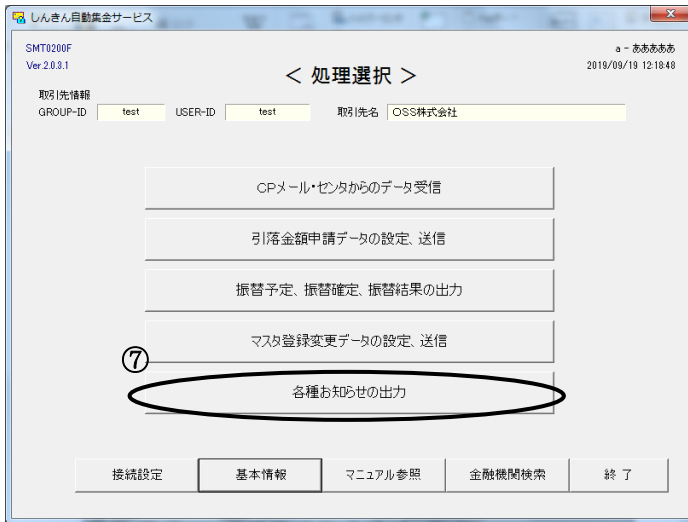 しんきん自動集金サービス
SMT0200F
a - あああああ
Ver.2.0.3.1
2019/09/19 12:18:48
＜ 処理選択 ＞
取引先情報
GROUP-ID test USER-ID test 取引先名 OSS株式会社
CPメール・センタからのデータ受信
引落金額申請データの設定、送信
振替予定、振替確定、振替結果の出力
マスタ登録変更データの設定、送信
⑦
各種お知らせの出力
接続設定 基本情報 マニュアル参照 金融機関検索 終 了